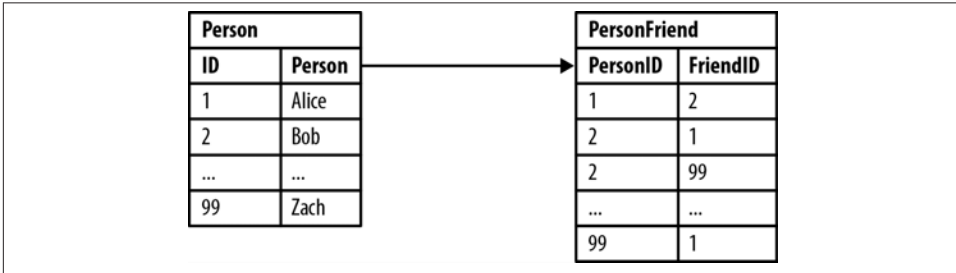 Person
ID Person
1 Alice
2 Bob
... ...
99 Zach
PersonFriend
PersonID FriendID
1 2
2 1
2 99
... ...
99 1